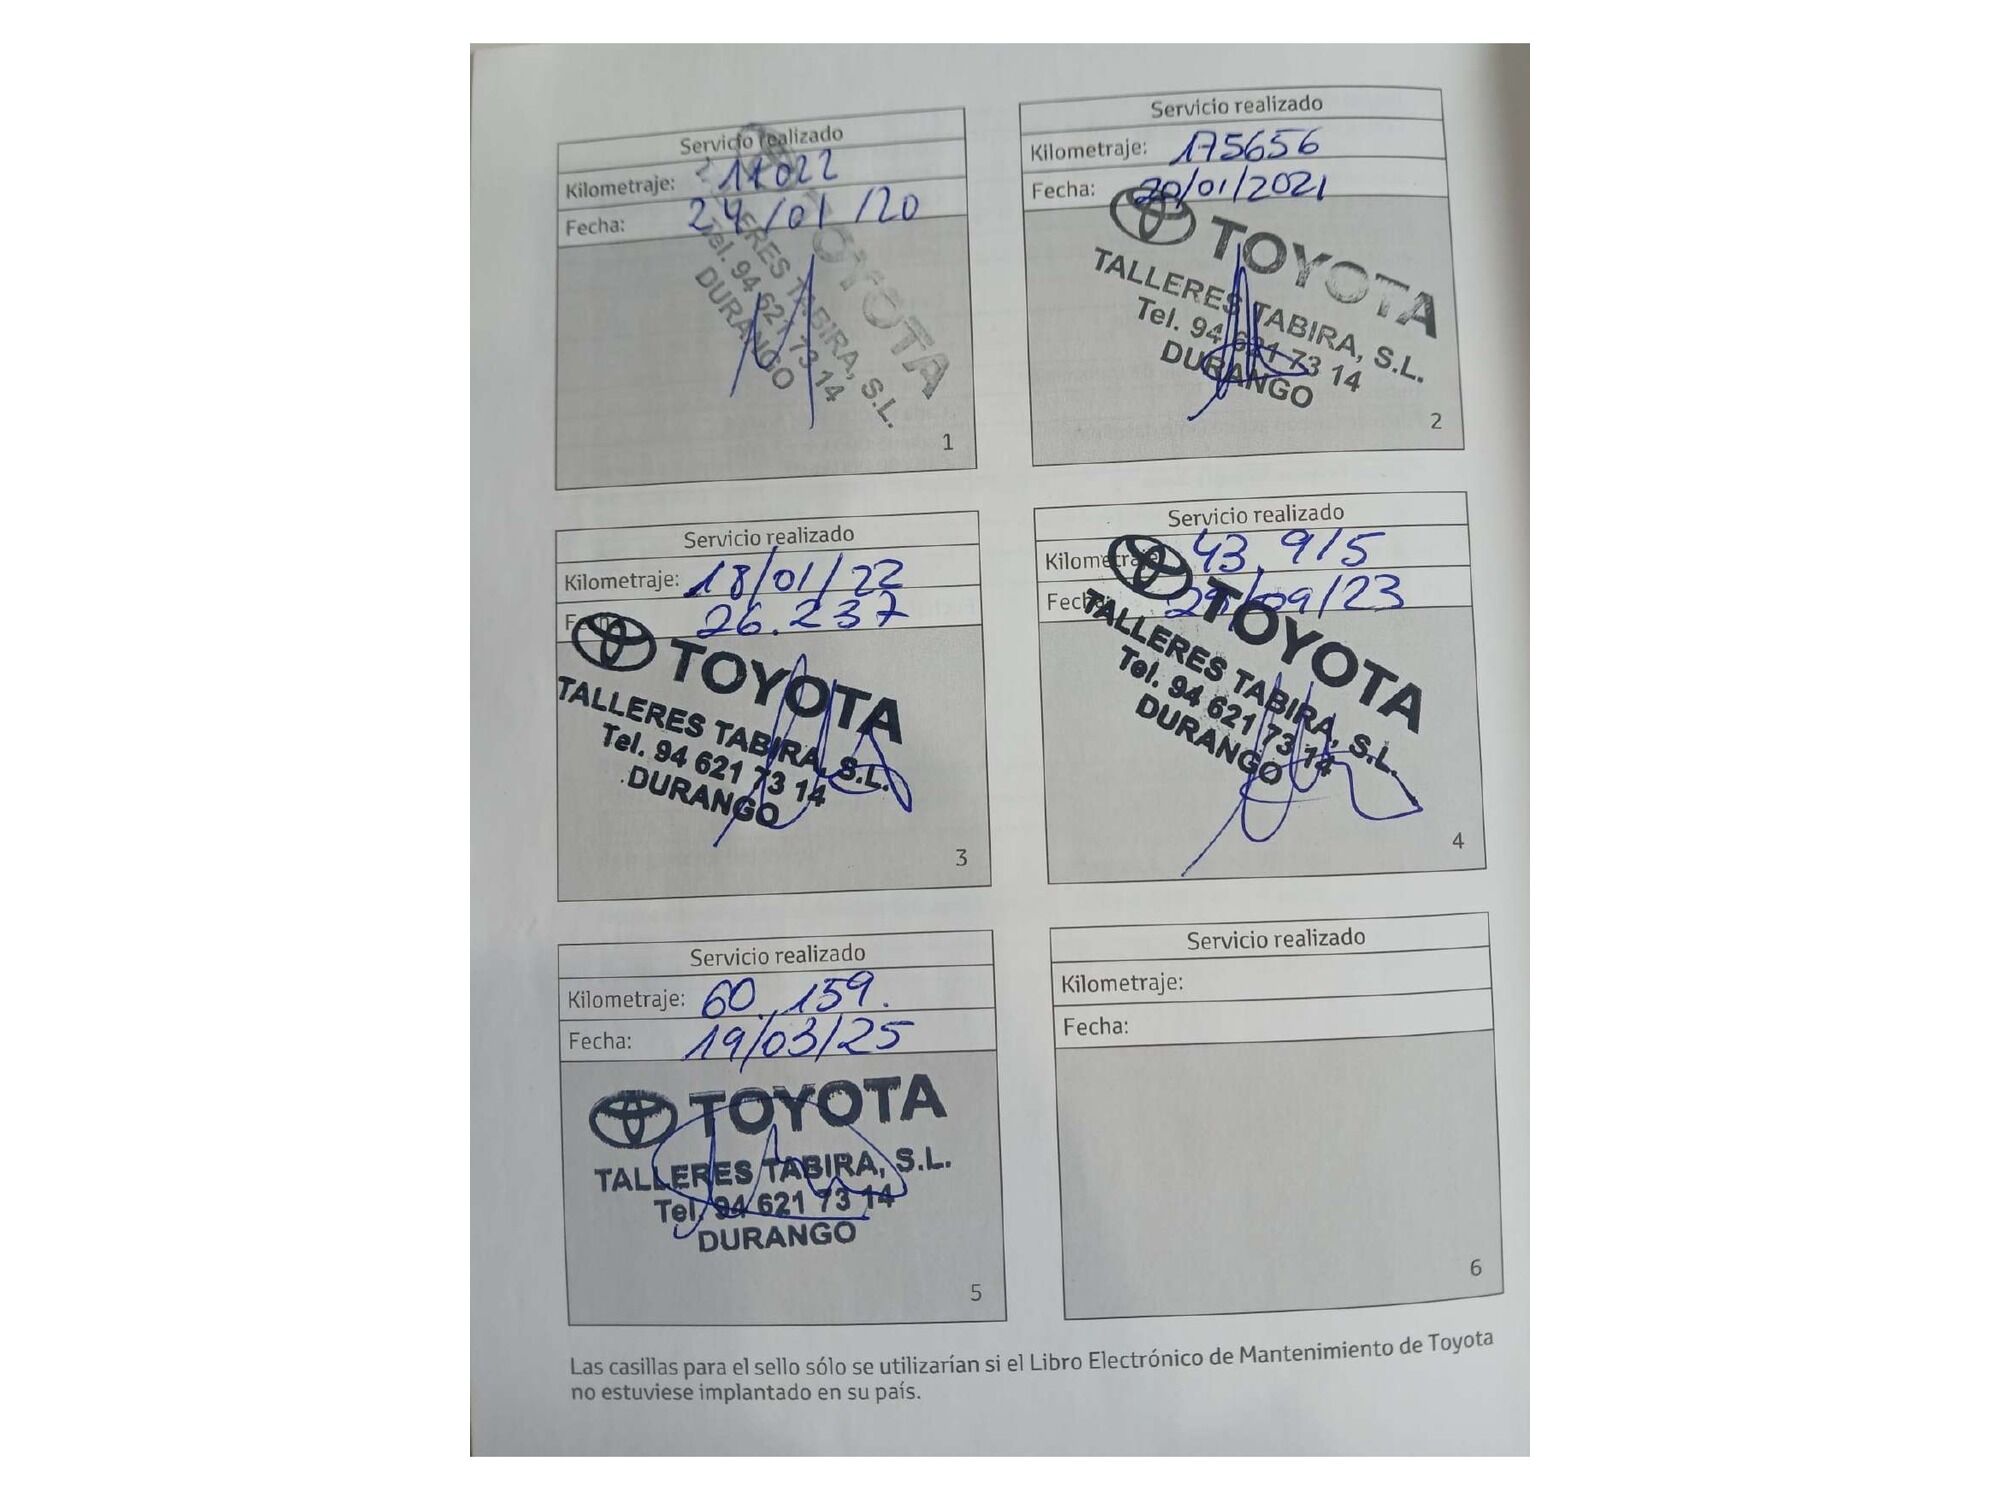 Servicio realizado
Kilometraje: 11022
Fecha: 24/01/20
TOYOTA
TALLERES TABIRA, S.L.
Tel. 94 621 73 14
DURANGO
1
Servicio realizado
Kilometraje: 175656
Fecha: 20/01/2021
TOYOTA
TALLERES TABIRA, S.L.
Tel. 94 621 73 14
DURANGO
2
Servicio realizado
Kilometraje: 18/01/22
Fecha: 26.237
TOYOTA
TALLERES TABIRA, S.L.
Tel. 94 621 73 14
DURANGO
3
Servicio realizado
Kilometraje: 43.915
Fecha: /09/23
TOYOTA
TALLERES TABIRA, S.L.
Tel. 94 621 73 14
DURANGO
4
Servicio realizado
Kilometraje: 60.159.
Fecha: 19/03/25
TOYOTA
TALLERES TABIRA, S.L.
Tel. 94 621 73 14
DURANGO
5
Servicio realizado
Kilometraje:
Fecha:
6
Las casillas para el sello sólo se utilizarían si el Libro Electrónico de Mantenimiento de Toyota
no estuviese implantado en su país.